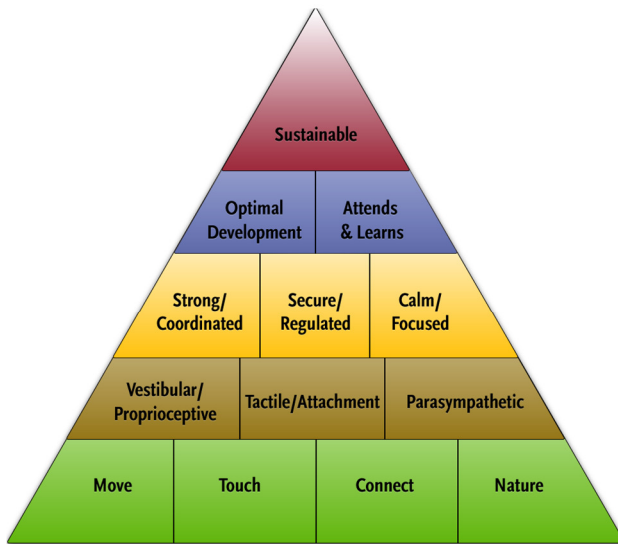 Sustainable
Optimal
Development
Attends
& Learns
Strong/
Coordinated
Secure/
Regulated
Calm/
Focused
Vestibular/
Proprioceptive
Tactile/Attachment
Parasympathetic
Move
Touch
Connect
Nature